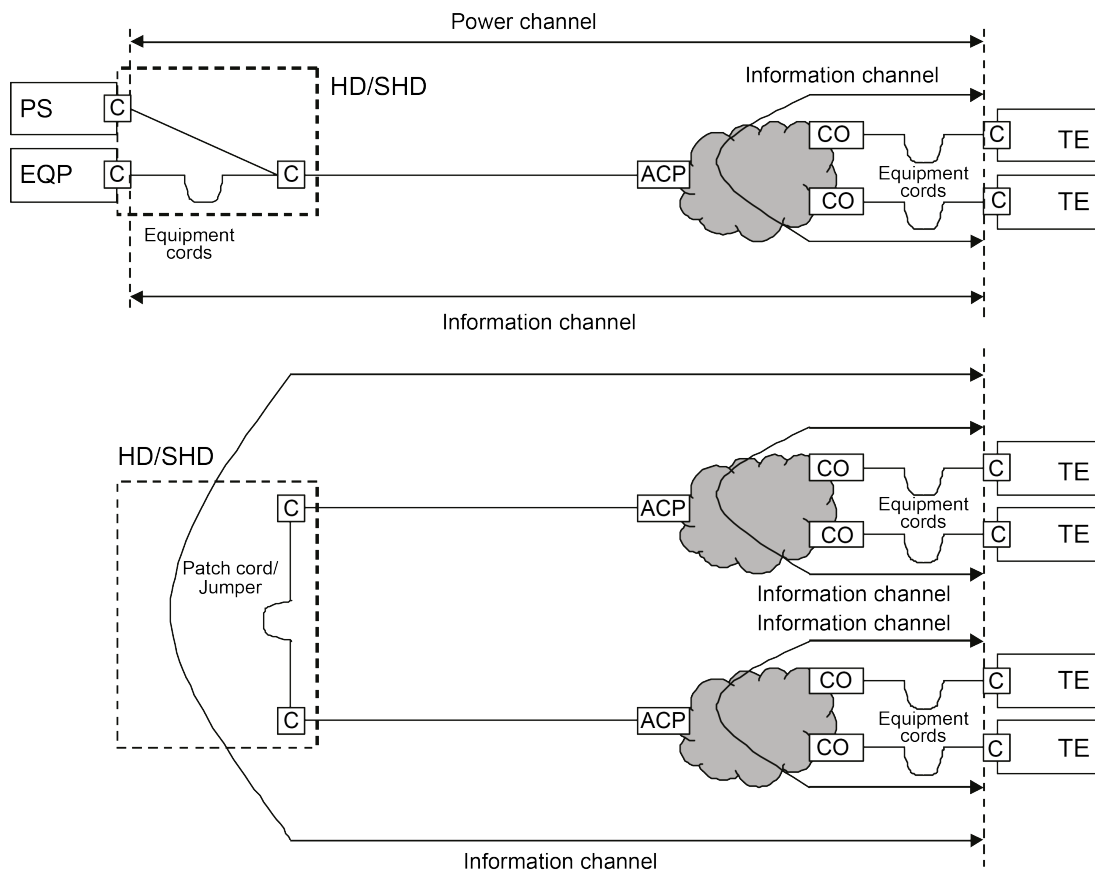 Power channel
Information channel
HD/SHD
PS
C
CO
C
TE
EQP
C
C
ACP
Equipment
cords
CO
C
TE
Equipment
cords
Information channel
HD/SHD
C
ACP
CO
C
TE
Equipment
cords
CO
C
TE
Patch cord/
Jumper
Information channel
Information channel
C
ACP
CO
C
TE
Equipment
cords
CO
C
TE
Information channel